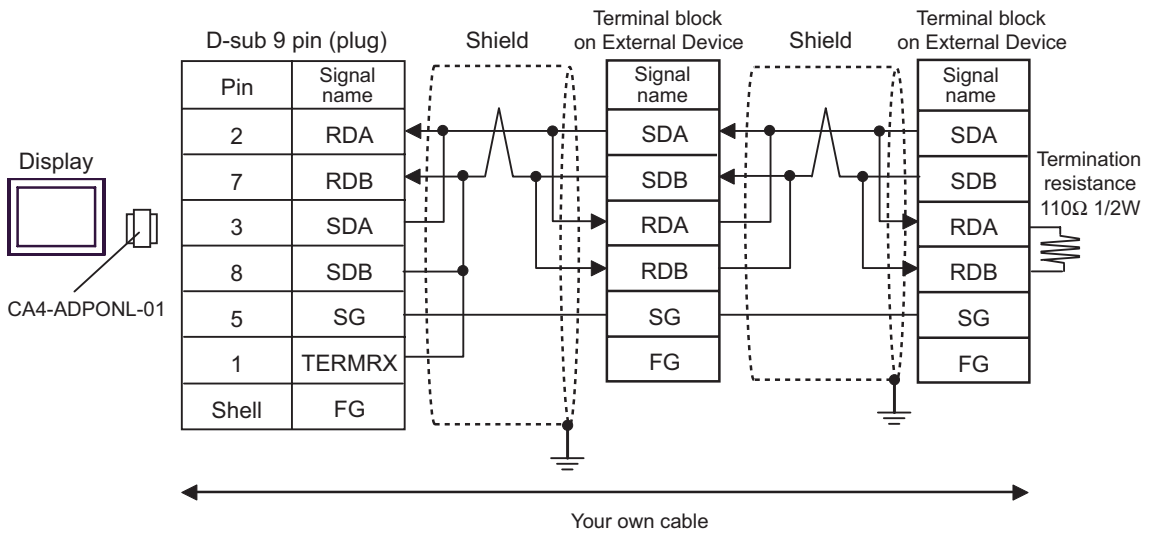 Terminal block
on External Device
Terminal block
on External Device
D-sub 9 pin (plug)
Shield
Shield
Pin
Signal
name
Signal
name
Signal
name
2
RDA
SDA
SDA
7
RDB
SDB
SDB
3
SDA
RDA
RDA
8
SDB
RDB
RDB
5
SG
SG
SG
1
TERMRX
FG
FG
Shell
FG
Display
CA4-ADPONL-01
Termination
resistance
110Ω 1/2W
Your own cable